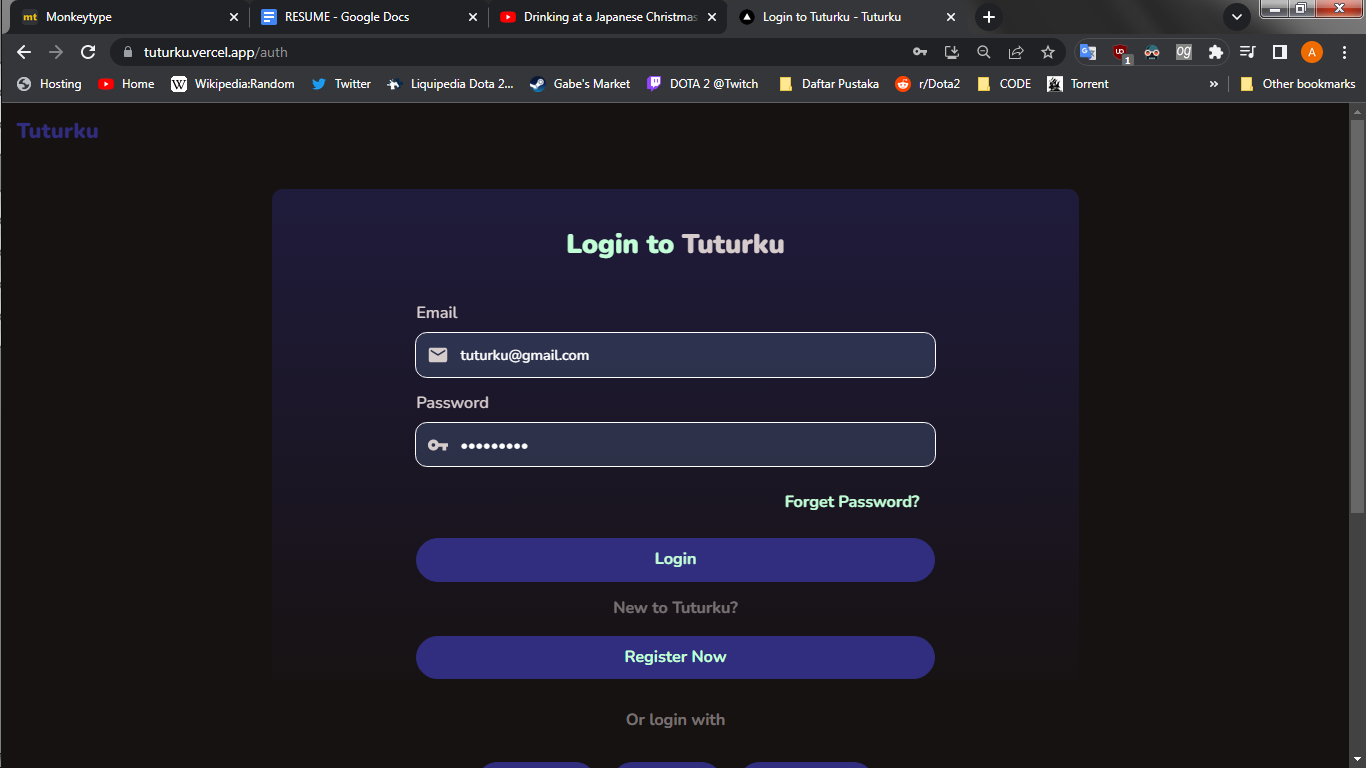 mt Monkeytype RESUME - Google Docs Drinking at a Japanese Christmas Login to Tuturku - Tuturku
tuturku.vercel.app/auth 1 og A
Hosting Home W Wikipedia:Random Twitter Liquipedia Dota 2... Gabe's Market DOTA 2 @Twitch Daftar Pustaka r/Dota2 CODE Torrent » Other bookmarks
Tuturku
Login to Tuturku
Email
tuturku@gmail.com
Password
•••••••••
Forget Password?
Login
New to Tuturku?
Register Now
Or login with